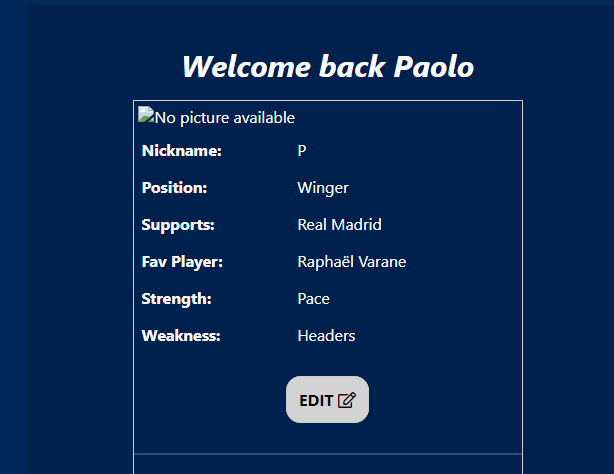 Welcome back Paolo
No picture available
Nickname: P
Position: Winger
Supports: Real Madrid
Fav Player: Raphaël Varane
Strength: Pace
Weakness: Headers
EDIT